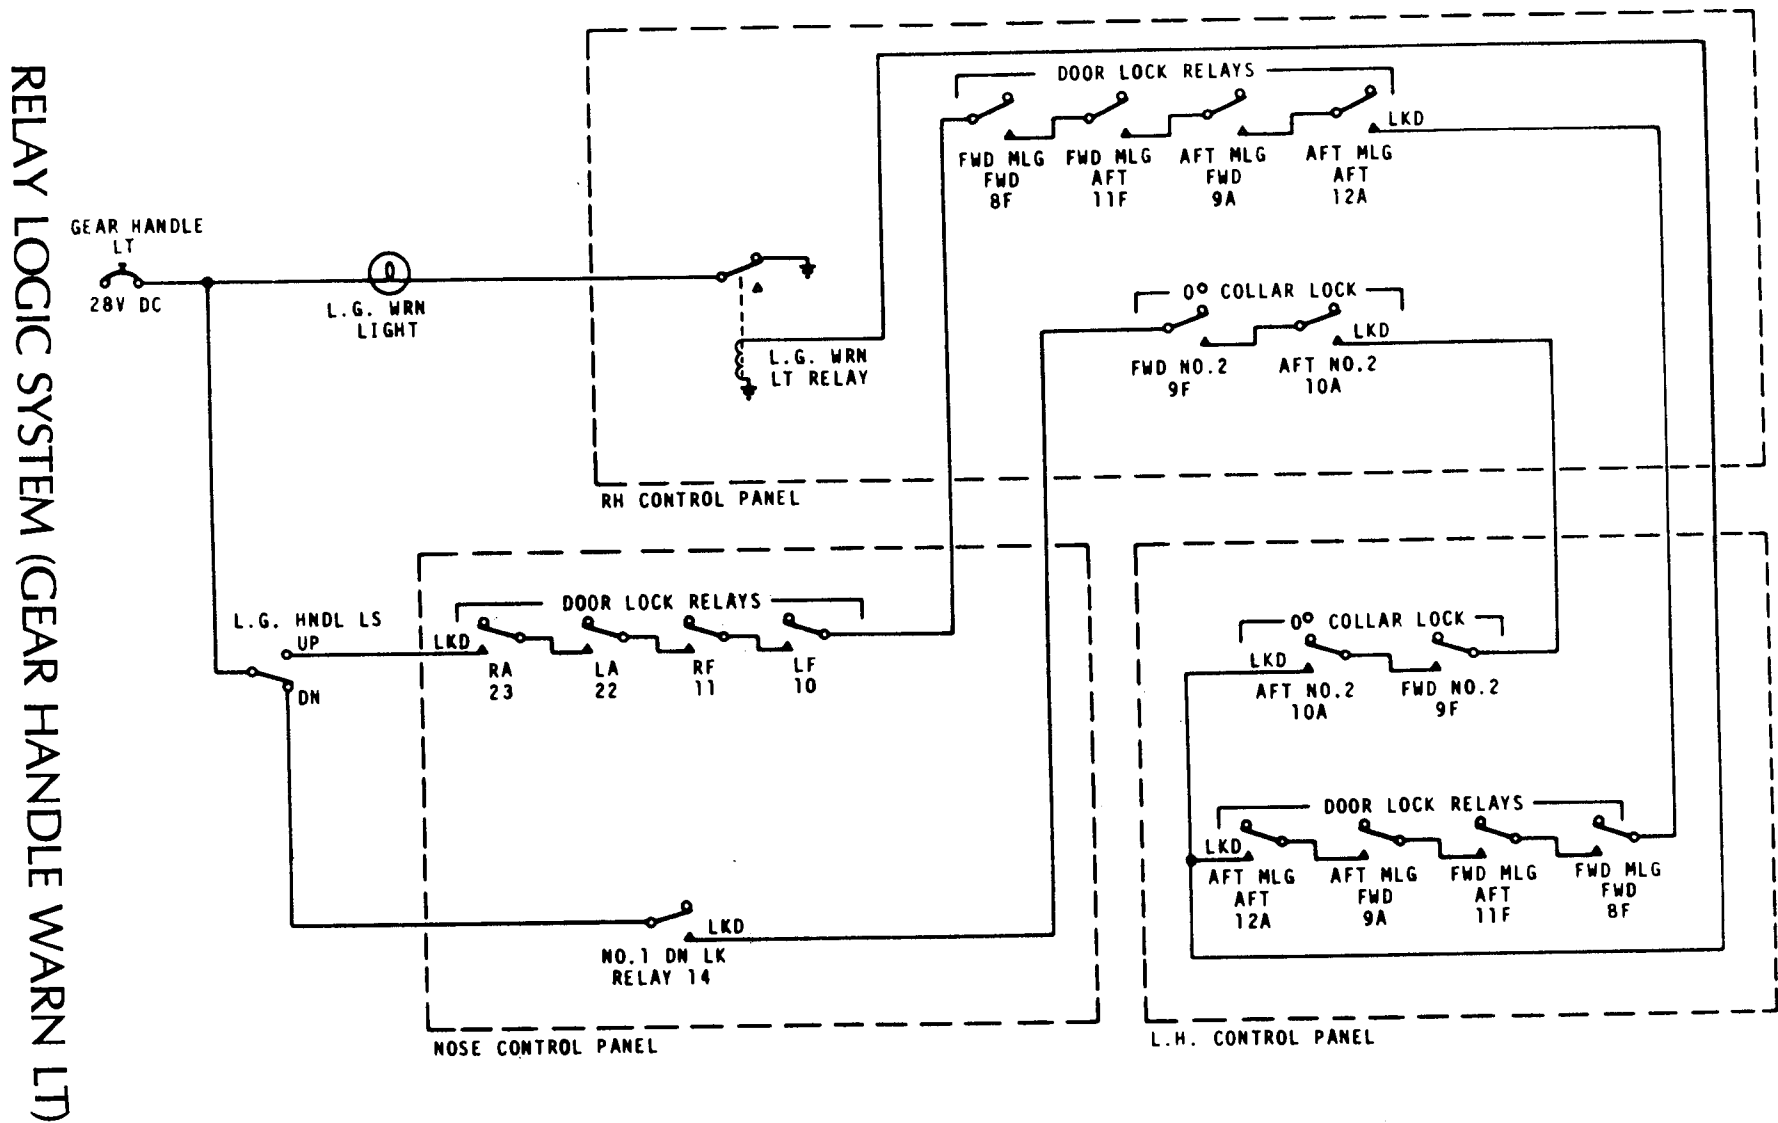 RELAY LOGIC SYSTEM (GEAR HANDLE WARN LT)
DOOR LOCK RELAYS
LKD
FWD MLG
FWD
8F
FWD MLG
AFT
11F
AFT MLG
FWD
9A
AFT MLG
AFT
12A
GEAR HANDLE
LT
28V DC
L.G. WRN
LIGHT
L.G. WRN
LT RELAY
0° COLLAR LOCK
LKD
FWD NO.2
9F
AFT NO.2
10A
RH CONTROL PANEL
L.G. HNDL LS
UP
DN
DOOR LOCK RELAYS
LKD
RA
23
LA
22
RF
11
LF
10
NO.1 DN LK
RELAY 14
LKD
NOSE CONTROL PANEL
0° COLLAR LOCK
LKD
AFT NO.2
10A
FWD NO.2
9F
DOOR LOCK RELAYS
LKD
AFT MLG
AFT
12A
AFT MLG
FWD
9A
FWD MLG
AFT
11F
FWD MLG
FWD
8F
L.H. CONTROL PANEL